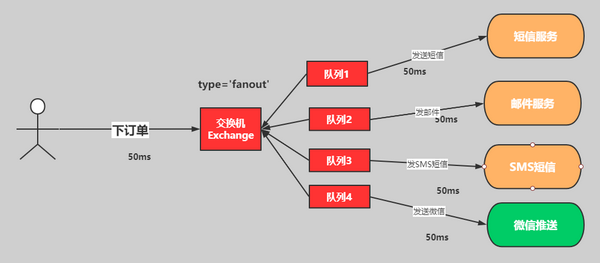 短信服务
发送短信
队列1
50ms
type='fanout'
邮件服务
发邮件
队列2
50ms
下订单
交换机
Exchange
50ms
队列3
发SMS短信
SMS短信
50ms
队列4
发送微信
微信推送
50ms